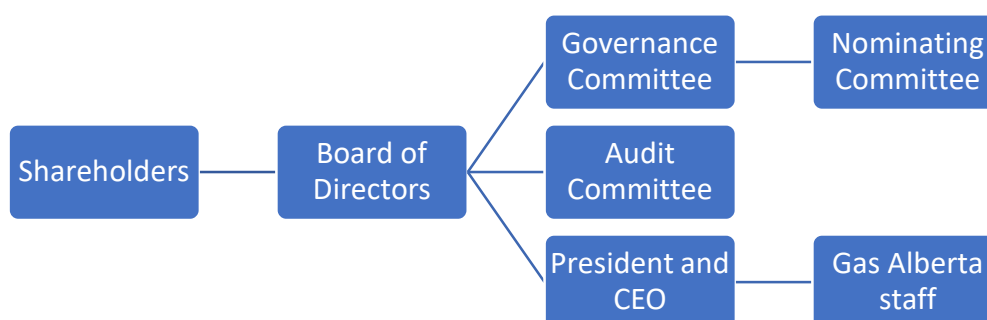 Shareholders
Board of
Directors
Governance
Committee
Nominating
Committee
Audit
Committee
President and
CEO
Gas Alberta
staff